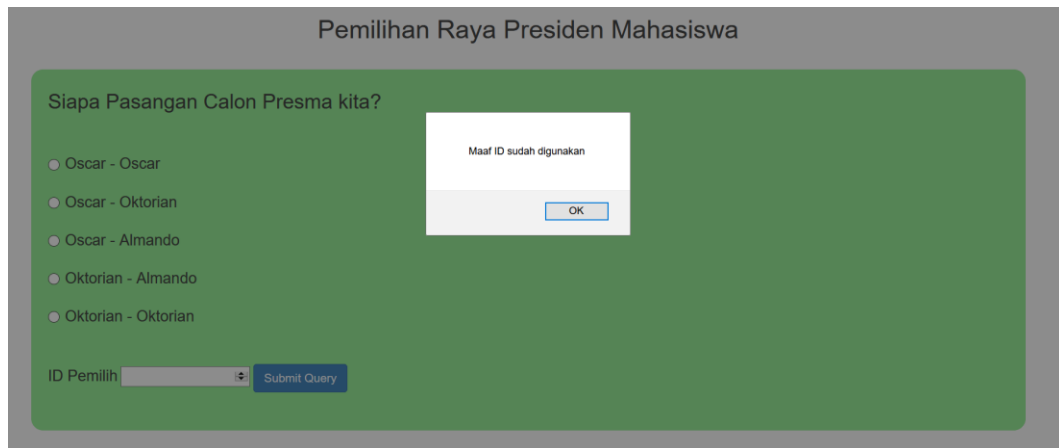 Pemilihan Raya Presiden Mahasiswa
Siapa Pasangan Calon Presma kita?
Maaf ID sudah digunakan
OK
Oscar - Oscar
Oscar - Oktorian
Oscar - Almando
Oktorian - Almando
Oktorian - Oktorian
ID Pemilih Submit Query